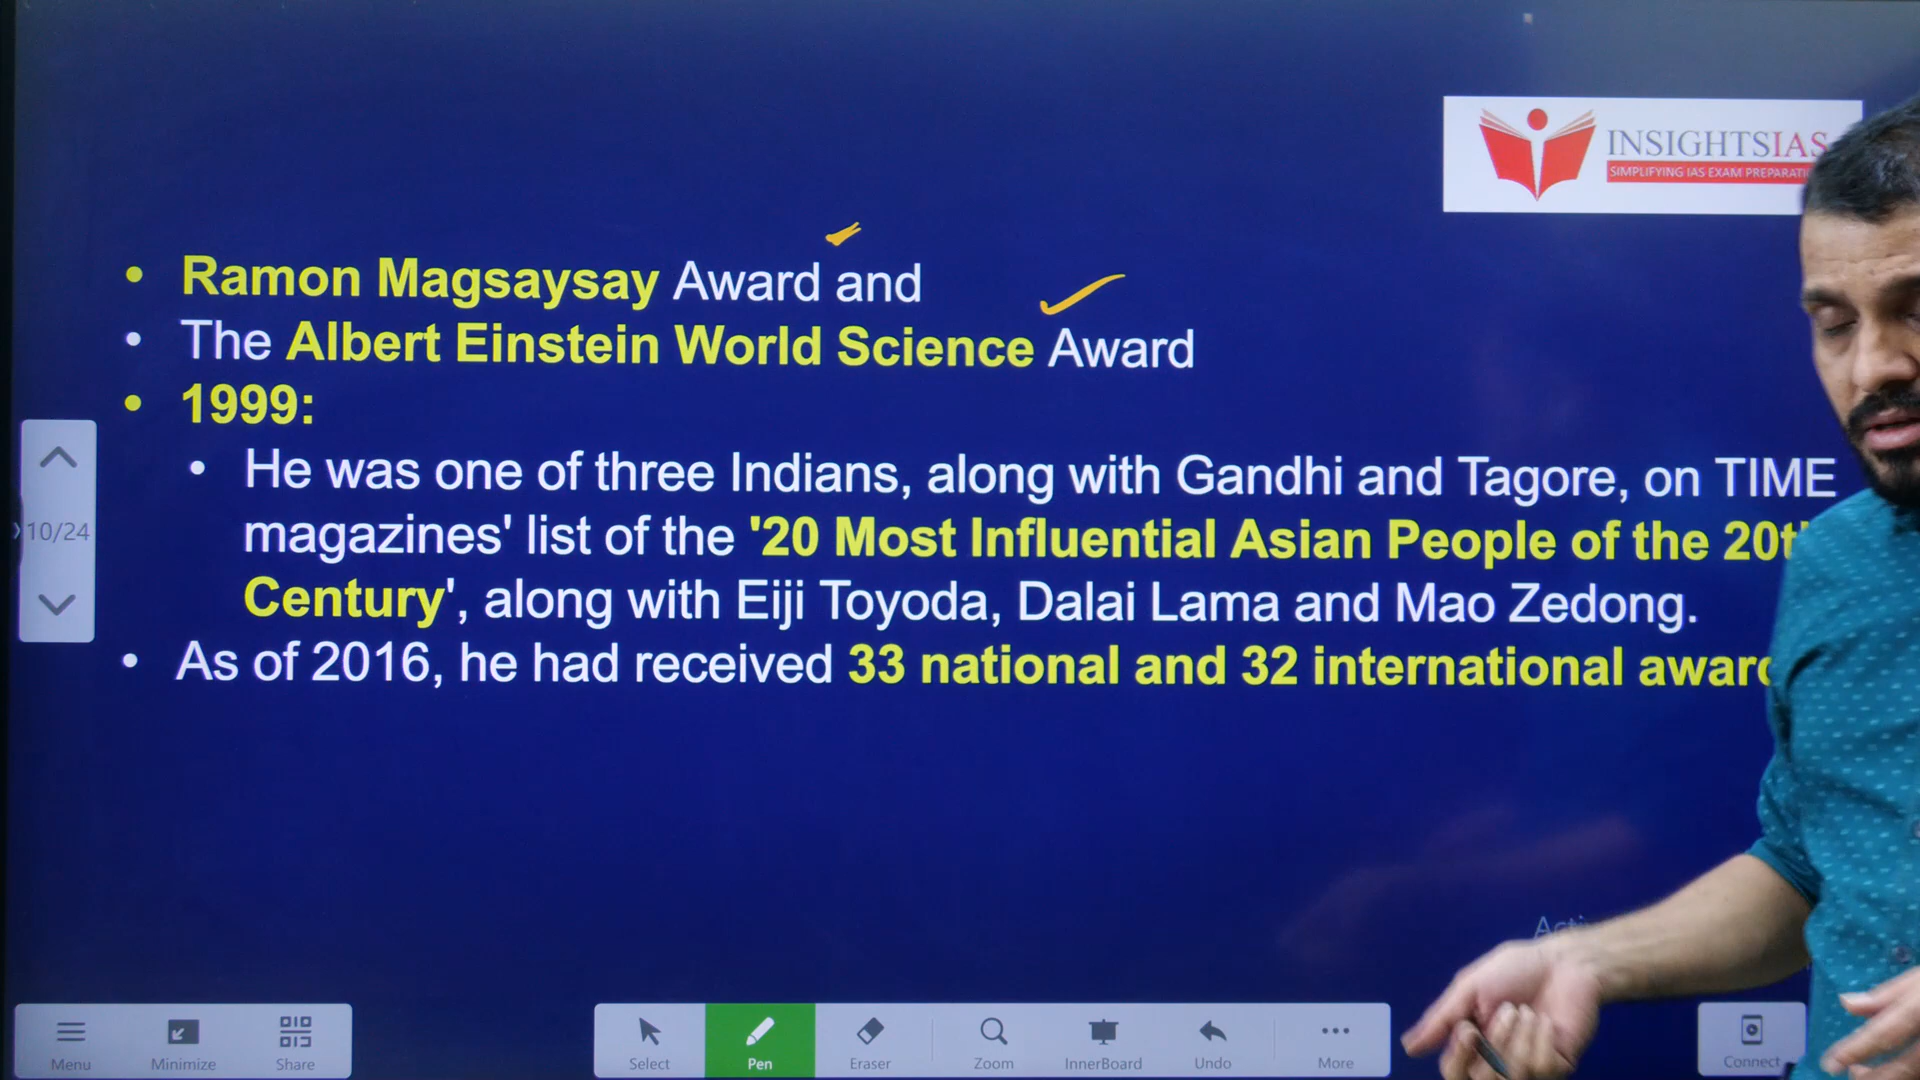 INSIGHTSIAS
SIMPLIFYING IAS EXAM
• Ramon Magsaysay Award and
• The Albert Einstein World Science Award
• 1999:
• He was one of three Indians, along with Gandhi and Tagore, on TIME
magazines' list of the '20 Most Influential Asian People of the
Century', along with Eiji Toyoda, Dalai Lama and Mao Zedong.
• As of 2016, he had received 33 national and 32 international
10/24
Menu
Minimize
Share
Select
Pen
Eraser
Zoom
InnerBoard
Undo
More
Connect